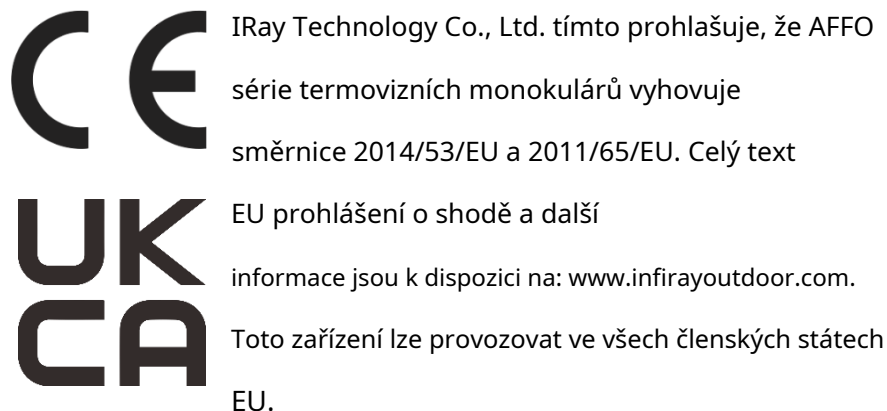 CE
IRay Technology Co., Ltd. tímto prohlašuje, že AFFO
série termovizních monokulárů vyhovuje
směrnice 2014/53/EU a 2011/65/EU. Celý text
UK
CA
EU prohlášení o shodě a další
informace jsou k dispozici na: www.infirayoutdoor.com.
Toto zařízení lze provozovat ve všech členských státech
EU.